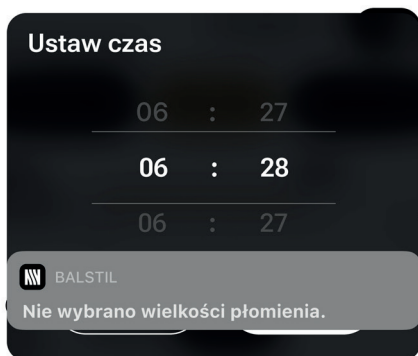 Ustaw czas
06 : 27
06 : 28
06 : 27
BALSTIL
Nie wybrano wielkości płomienia.